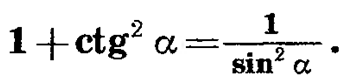 1 + ctg² α = 1/sin² α.